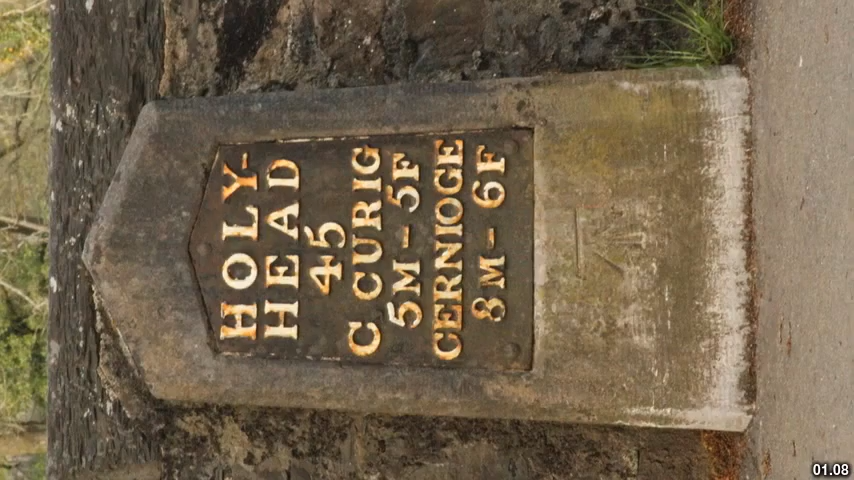 HOLY-
HEAD
45
C CURIG
5M-5F
CERNIOGE
8M-6F
01.08